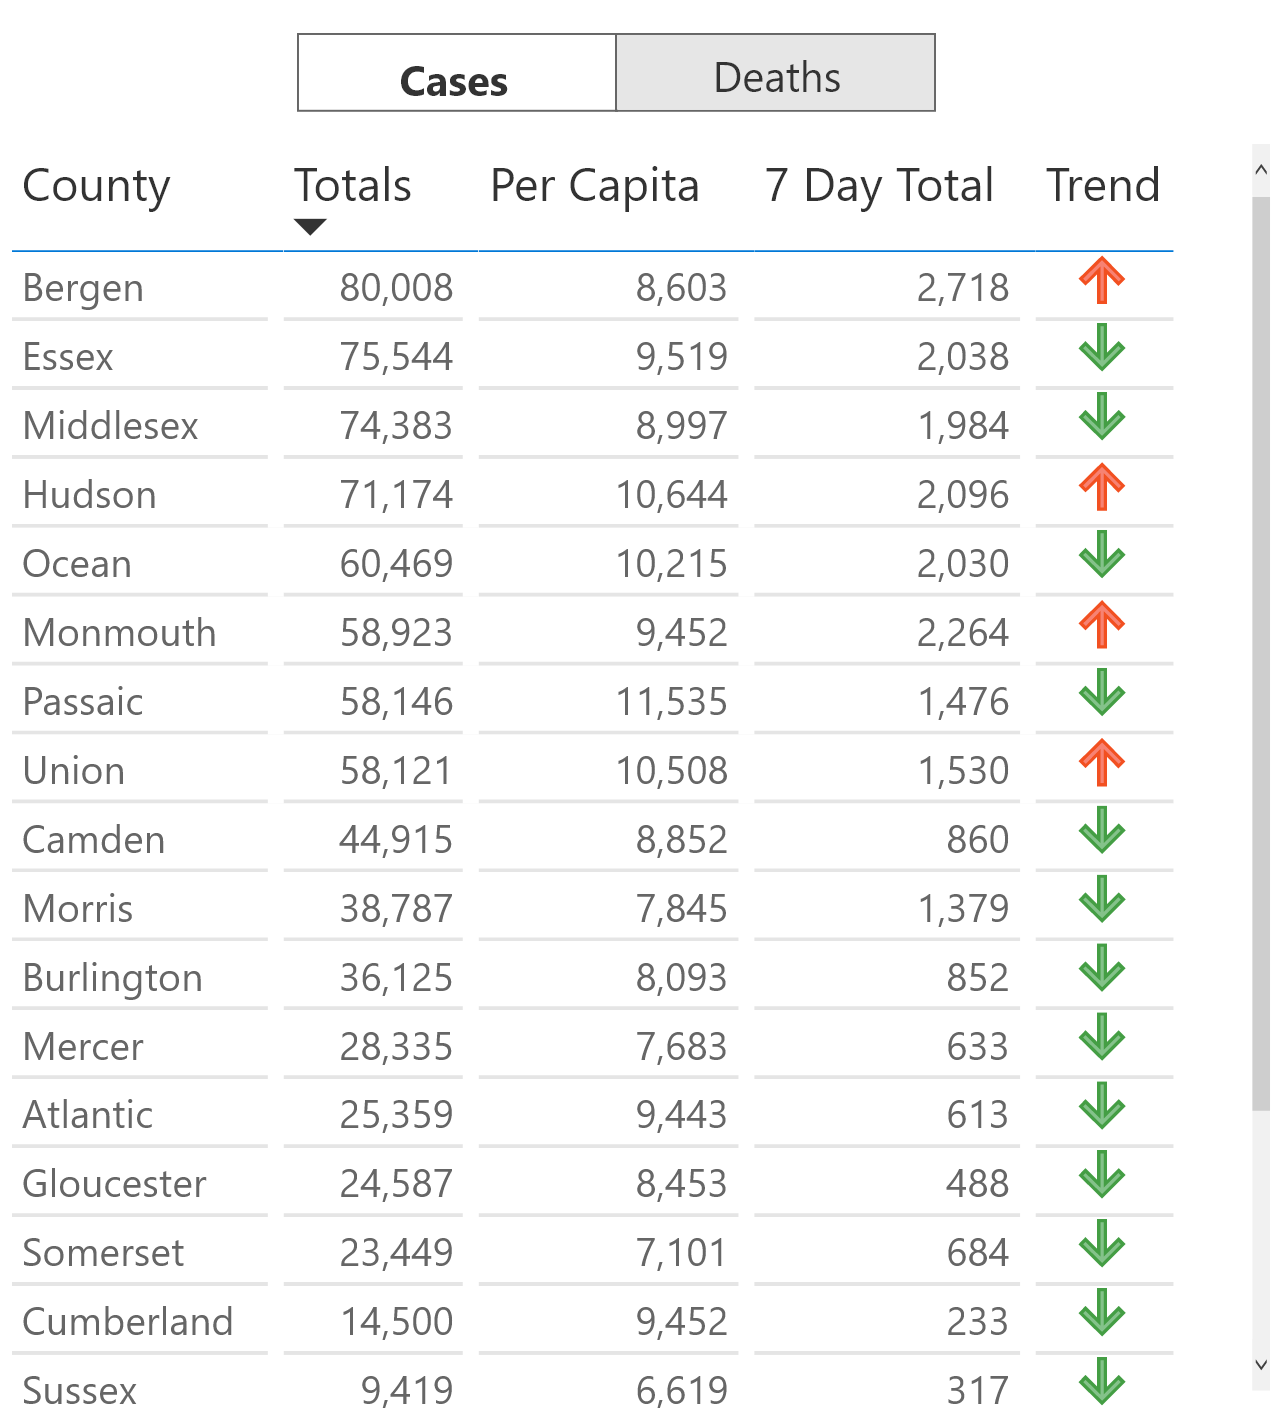 Cases Deaths
County Totals Per Capita 7 Day Total Trend
Bergen 80,008 8,603 2,718
Essex 75,544 9,519 2,038
Middlesex 74,383 8,997 1,984
Hudson 71,174 10,644 2,096
Ocean 60,469 10,215 2,030
Monmouth 58,923 9,452 2,264
Passaic 58,146 11,535 1,476
Union 58,121 10,508 1,530
Camden 44,915 8,852 860
Morris 38,787 7,845 1,379
Burlington 36,125 8,093 852
Mercer 28,335 7,683 633
Atlantic 25,359 9,443 613
Gloucester 24,587 8,453 488
Somerset 23,449 7,101 684
Cumberland 14,500 9,452 233
Sussex 9,419 6,619 317